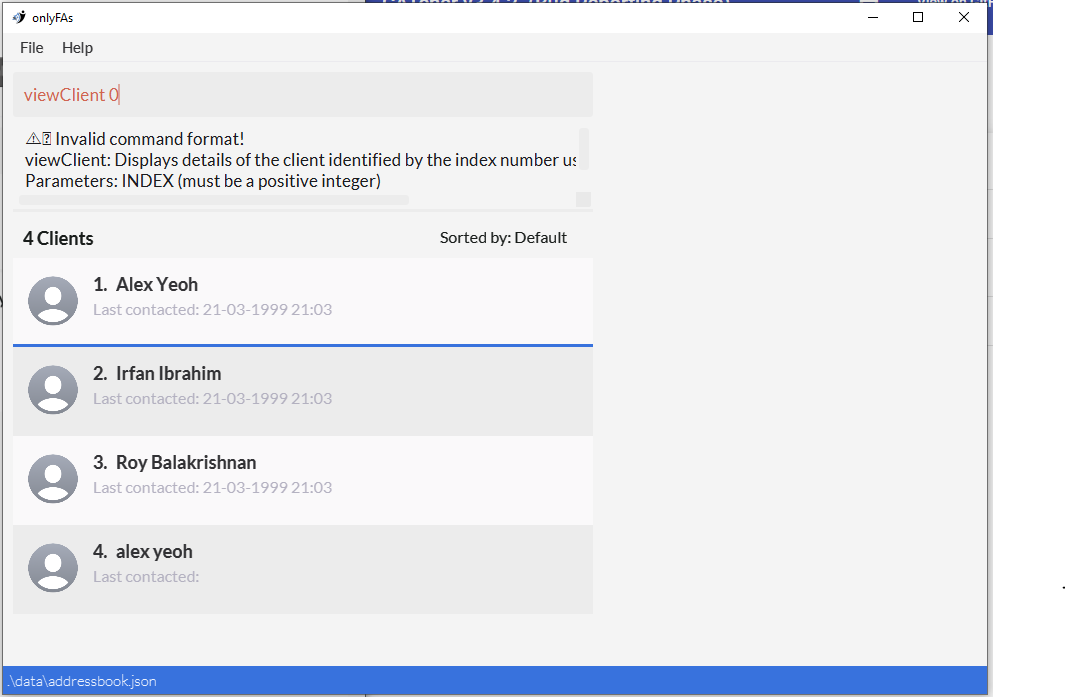 onlyFAs
File Help
viewClient 0
⚠ Invalid command format!
viewClient: Displays details of the client identified by the index number us
Parameters: INDEX (must be a positive integer)
4 Clients Sorted by: Default
1. Alex Yeoh
Last contacted: 21-03-1999 21:03
2. Irfan Ibrahim
Last contacted: 21-03-1999 21:03
3. Roy Balakrishnan
Last contacted: 21-03-1999 21:03
4. alex yeoh
Last contacted:
.\data\addressbook.json